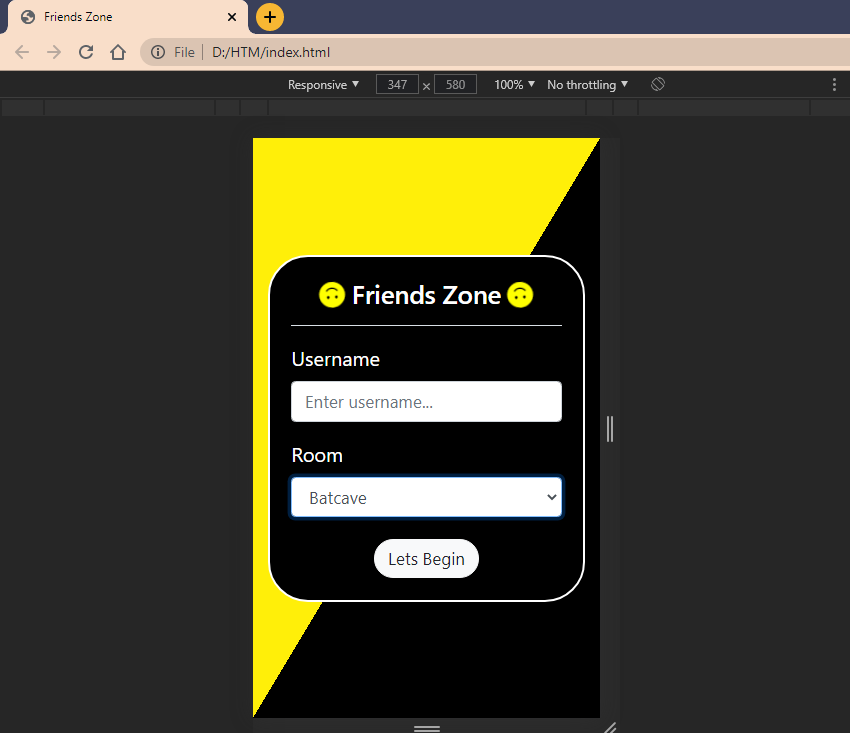 Friends Zone
File | D:/HTM/index.html
Responsive 347 × 580 100% No throttling
🙃 Friends Zone 🙃
Username
Enter username...
Room
Batcave
Lets Begin